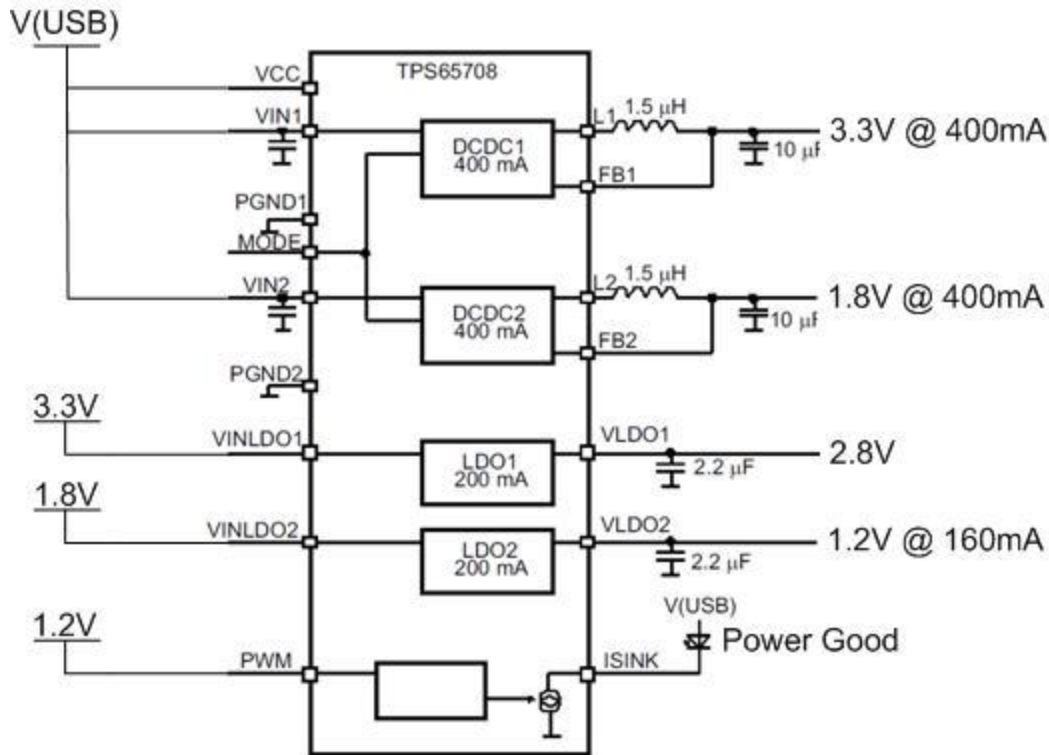 V(USB)
TPS65708
VCC
VIN1
L1
1.5 µH
DCDC1
400 mA
3.3V @ 400mA
10 µF
FB1
PGND1
MODE
VIN2
L2
1.5 µH
DCDC2
400 mA
1.8V @ 400mA
10 µF
FB2
PGND2
3.3V
VINLDO1
LDO1
200 mA
VLDO1
2.2 µF
2.8V
1.8V
VINLDO2
LDO2
200 mA
VLDO2
2.2 µF
1.2V @ 160mA
V(USB)
Power Good
1.2V
PWM
ISINK